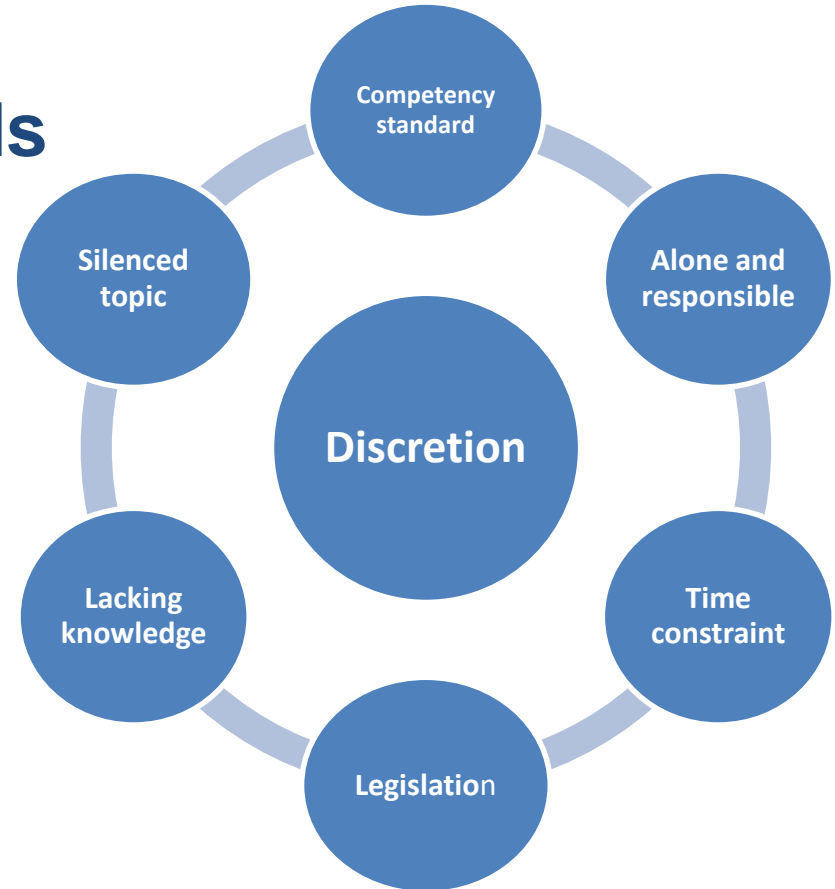 ls
Competency
standard
Silenced
topic
Alone and
responsible
Discretion
Lacking
knowledge
Time
constraint
Legislation